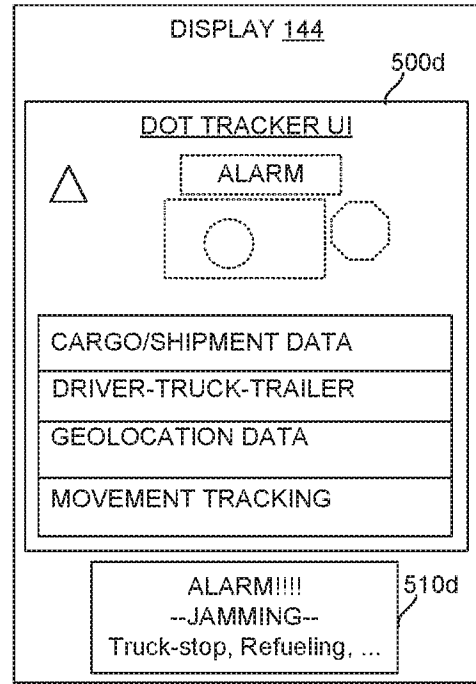 DISPLAY 144
500d
DOT TRACKER UI
ALARM
CARGO/SHIPMENT DATA
DRIVER-TRUCK-TRAILER
GEOLOCATION DATA
MOVEMENT TRACKING
ALARM!!!!
510d
--JAMMING--
Truck-stop, Refueling, ...